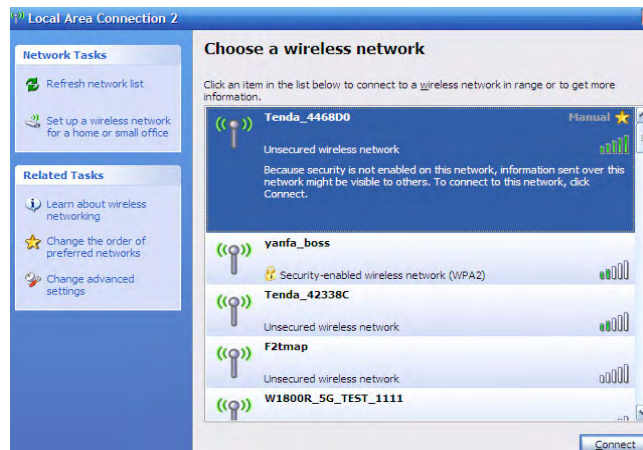 Local Area Connection 2
Network Tasks
Refresh network list
Set up a wireless network
for a home or small office
Related Tasks
Learn about wireless
networking
Change the order of
preferred networks
Change advanced
settings
Choose a wireless network
Click an item in the list below to connect to a wireless network in range or to get more
information.
Tenda_4468D0 Manual
Unsecured wireless network
Because security is not enabled on this network, information sent over this
network might be visible to others. To connect to this network, click
Connect.
yanfa_boss
Security-enabled wireless network (WPA2)
Tenda_42338C
Unsecured wireless network
F2tmap
Unsecured wireless network
W1800R_5G_TEST_1111
Connect